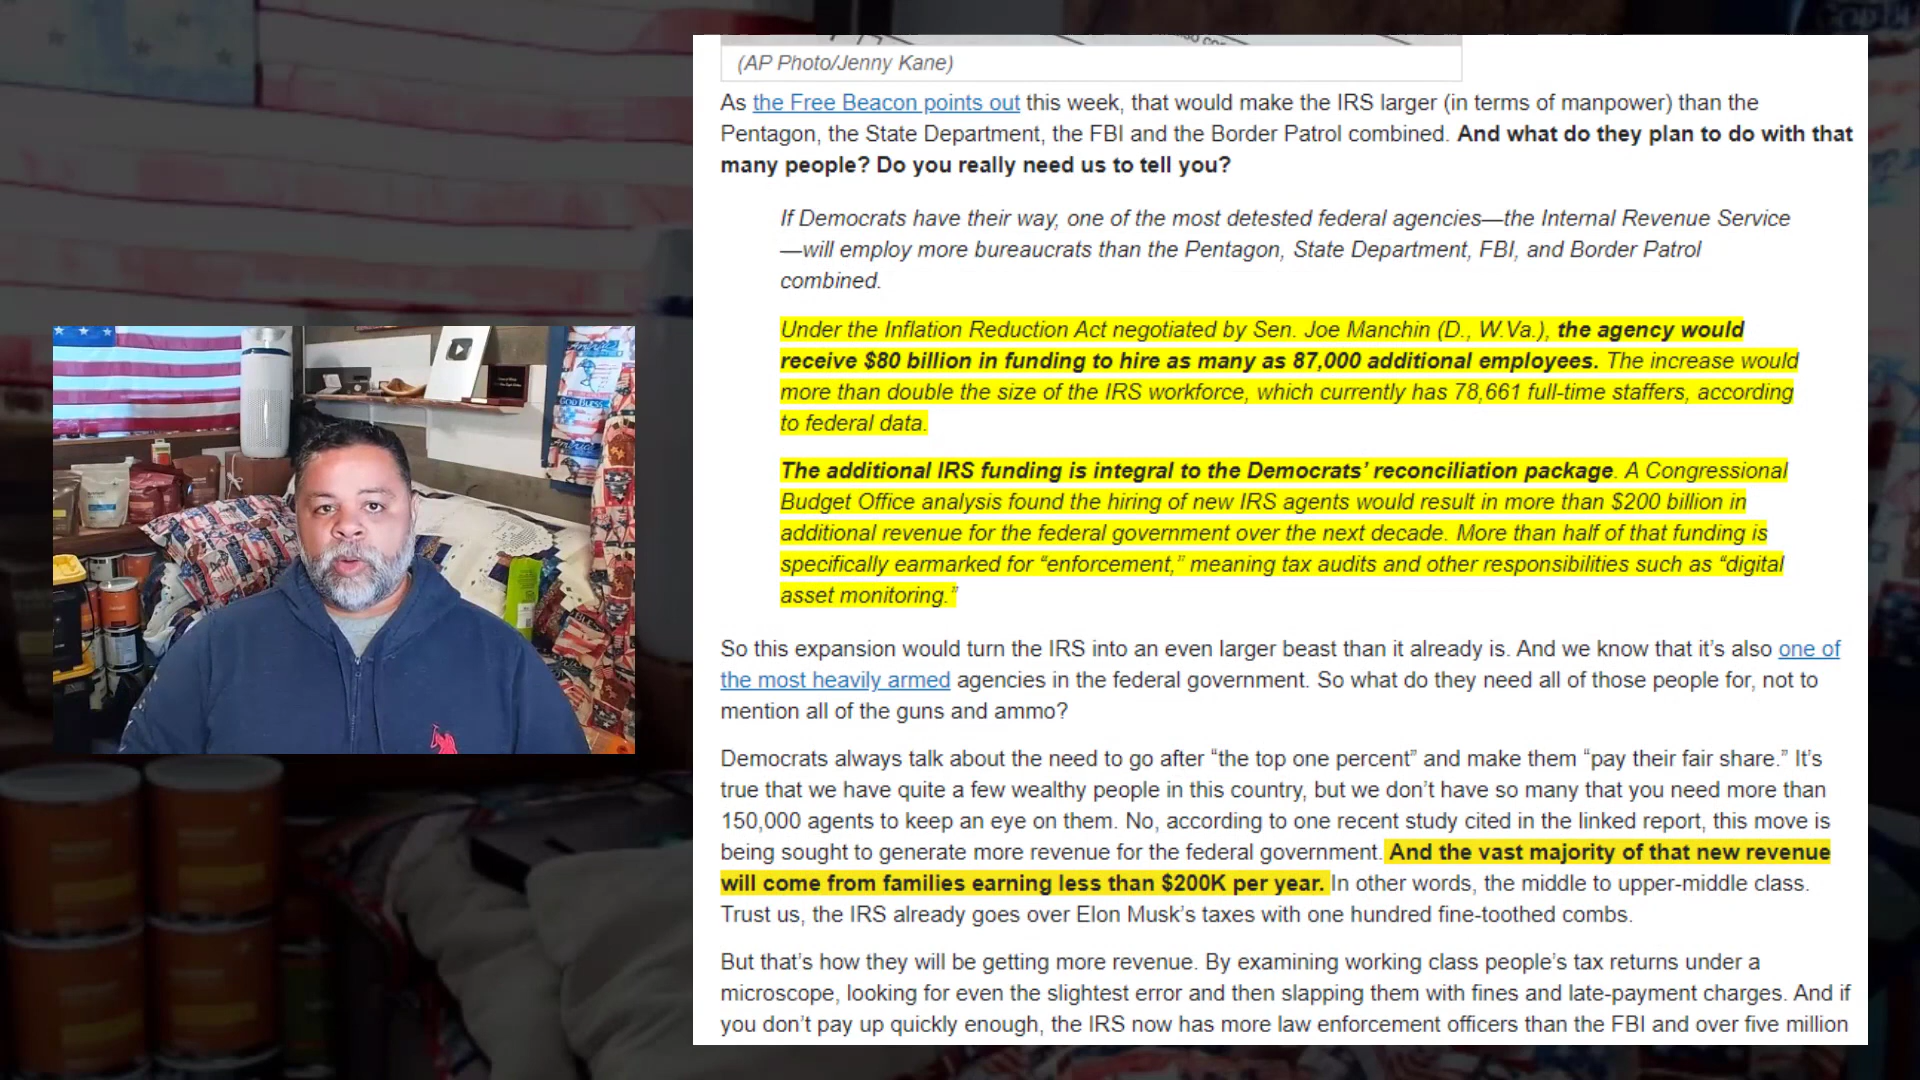 (AP Photo/Jenny Kane)
As the Free Beacon points out this week, that would make the IRS larger (in terms of manpower) than the
Pentagon, the State Department, the FBI and the Border Patrol combined. And what do they plan to do with that
many people? Do you really need us to tell you?
If Democrats have their way, one of the most detested federal agencies—the Internal Revenue Service
—will employ more bureaucrats than the Pentagon, State Department, FBI, and Border Patrol
combined.
Under the Inflation Reduction Act negotiated by Sen. Joe Manchin (D., W.Va.), the agency would
receive $80 billion in funding to hire as many as 87,000 additional employees. The increase would
more than double the size of the IRS workforce, which currently has 78,661 full-time staffers, according
to federal data.
The additional IRS funding is integral to the Democrats’ reconciliation package. A Congressional
Budget Office analysis found the hiring of new IRS agents would result in more than $200 billion in
additional revenue for the federal government over the next decade. More than half of that funding is
specifically earmarked for “enforcement,” meaning tax audits and other responsibilities such as “digital
asset monitoring.”
So this expansion would turn the IRS into an even larger beast than it already is. And we know that it’s also one of
the most heavily armed agencies in the federal government. So what do they need all of those people for, not to
mention all of the guns and ammo?
Democrats always talk about the need to go after “the top one percent” and make them “pay their fair share.” It’s
true that we have quite a few wealthy people in this country, but we don’t have so many that you need more than
150,000 agents to keep an eye on them. No, according to one recent study cited in the linked report, this move is
being sought to generate more revenue for the federal government. And the vast majority of that new revenue
will come from families earning less than $200K per year. In other words, the middle to upper-middle class.
Trust us, the IRS already goes over Elon Musk’s taxes with one hundred fine-toothed combs.
But that’s how they will be getting more revenue. By examining working class people’s tax returns under a
microscope, looking for even the slightest error and then slapping them with fines and late-payment charges. And if
you don’t pay up quickly enough, the IRS now has more law enforcement officers than the FBI and over five million